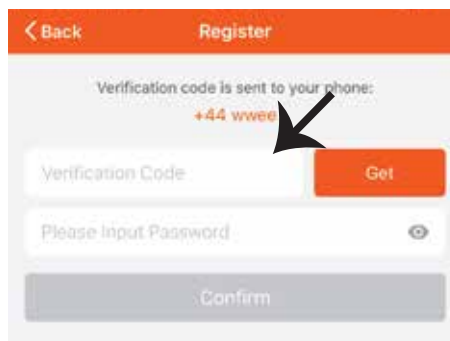 Back Register
Verification code is sent to your phone:
+44 wwee
Verification Code Get
Please Input Password
Confirm